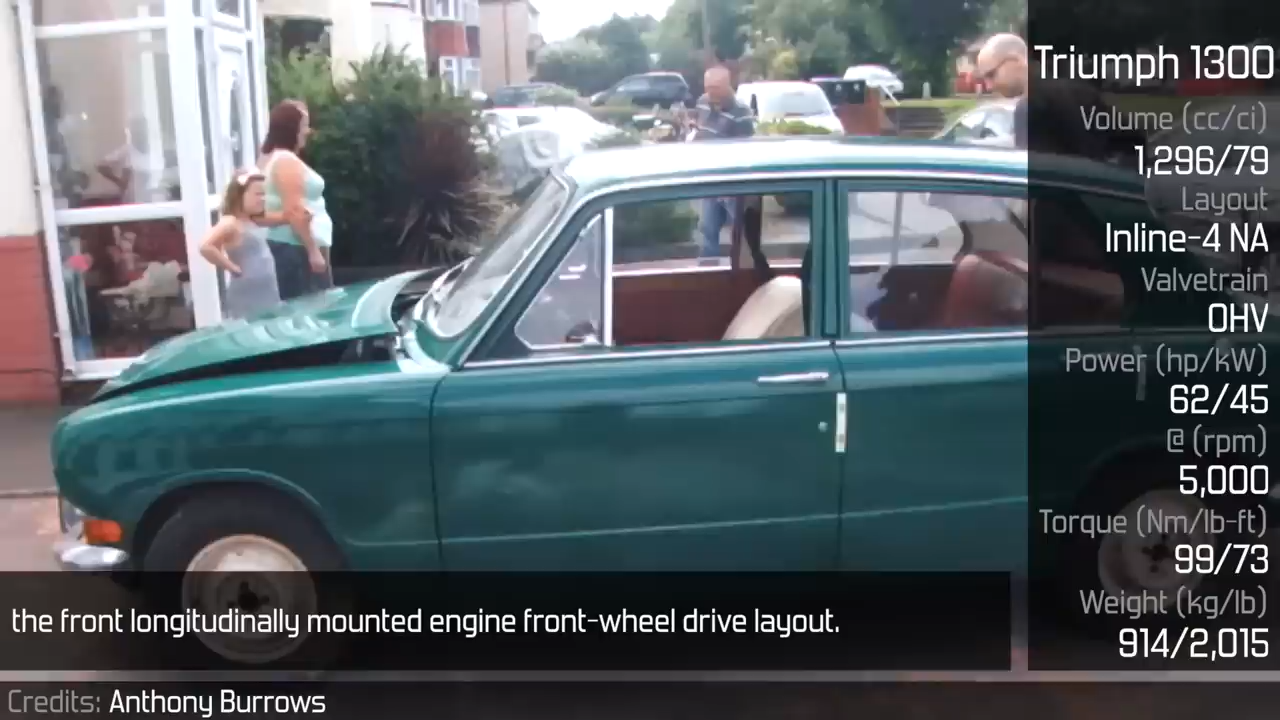 Triumph 1300
Volume (cc/ci)
1,296/79
Layout
Inline-4 NA
Valvetrain
OHV
Power (hp/kW)
62/45
@ (rpm)
5,000
Torque (Nm/lb-ft)
99/73
Weight (kg/lb)
914/2,015
the front longitudinally mounted engine front-wheel drive layout.
Credits: Anthony Burrows